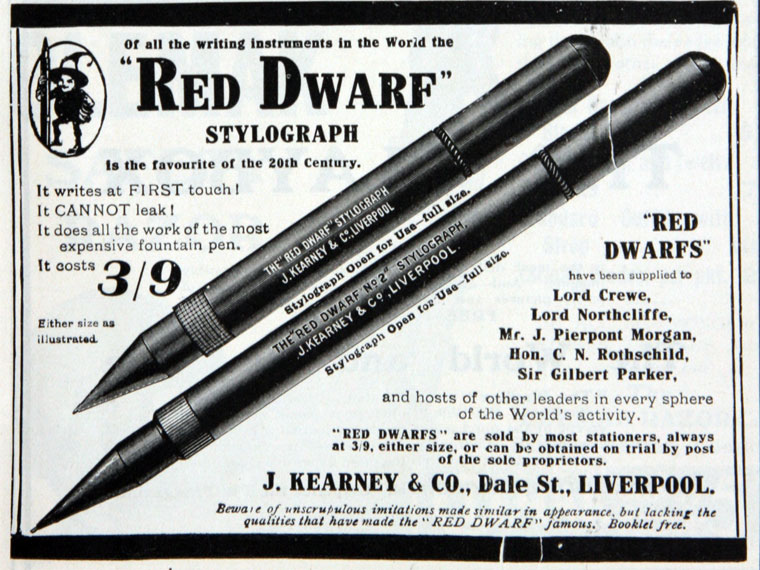 Of all the writing instruments in the World the
"RED DWARF"
STYLOGRAPH
Is the favourite of the 20th Century.
It writes at FIRST touch!
It CANNOT leak!
It does all the work of the most
expensive fountain pen.
It costs 3/9
Either size as
illustrated.
THE "RED DWARF" STYLOGRAPH
J. KEARNEY & Co, LIVERPOOL
Stylograph Open for Use—full size.
THE "RED DWARF No 2" STYLOGRAPH,
J. KEARNEY & Co, LIVERPOOL.
Stylograph Open for Use—full size.
"RED
DWARFS"
have been supplied to
Lord Crewe,
Lord Northcliffe,
Mr. J. Pierpont Morgan,
Hon. C. N. Rothschild,
Sir Gilbert Parker,
and hosts of other leaders in every sphere
of the World's activity.
"RED DWARFS" are sold by most stationers, always
at 3/9, either size, or can be obtained on trial by post
of the sole proprietors.
J. KEARNEY & CO., Dale St., LIVERPOOL.
Beware of unscrupulous imitations made similar in appearance, but lacking the
qualities that have made the "RED DWARF" famous. Booklet free.